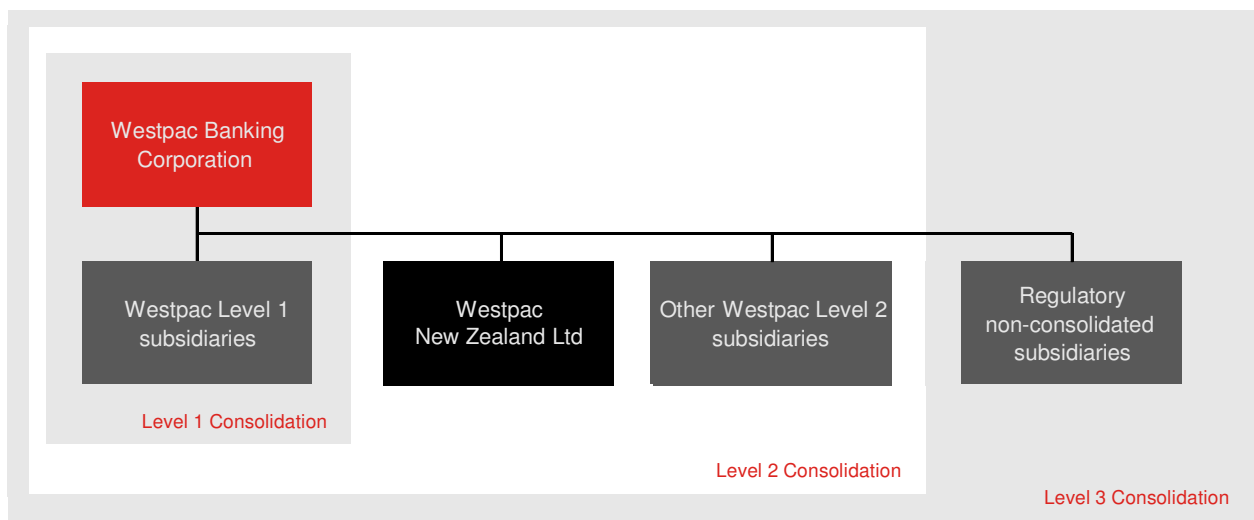 Westpac Banking
Corporation
Westpac Level 1
subsidiaries
Westpac
New Zealand Ltd
Other Westpac Level 2
subsidiaries
Regulatory
non-consolidated
subsidiaries
Level 1 Consolidation
Level 2 Consolidation
Level 3 Consolidation